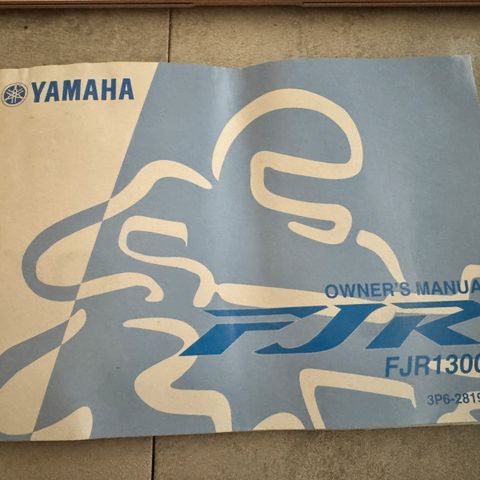 YAMAHA
OWNER'S MANUA
FJR
FJR1300
3P6-2819